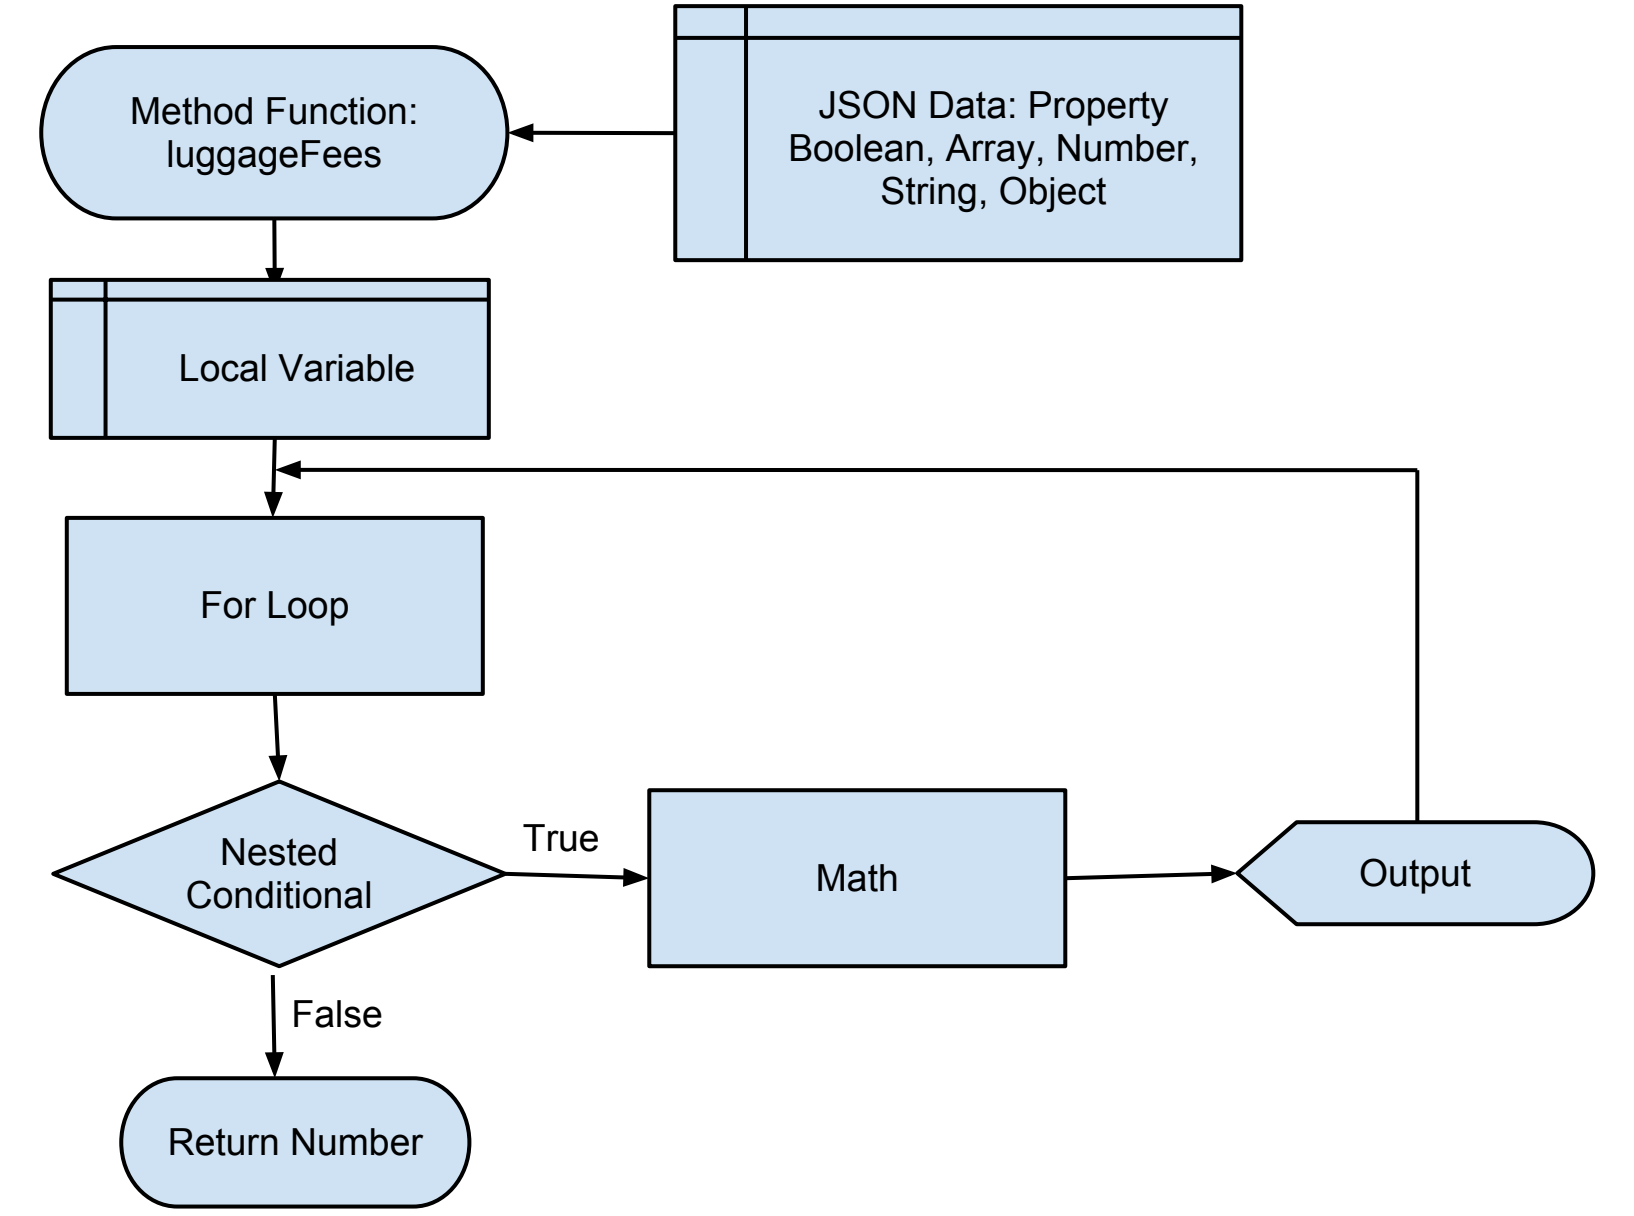 Method Function:
luggageFees
JSON Data: Property
Boolean, Array, Number,
String, Object
Local Variable
For Loop
Nested
Conditional
True
Math
Output
False
Return Number